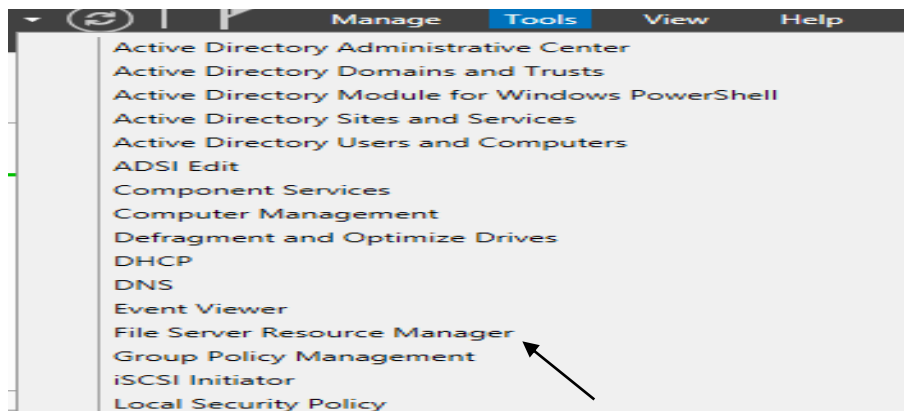 Manage Tools View Help
Active Directory Administrative Center
Active Directory Domains and Trusts
Active Directory Module for Windows PowerShell
Active Directory Sites and Services
Active Directory Users and Computers
ADSI Edit
Component Services
Computer Management
Defragment and Optimize Drives
DHCP
DNS
Event Viewer
File Server Resource Manager
Group Policy Management
iSCSI Initiator
Local Security Policy